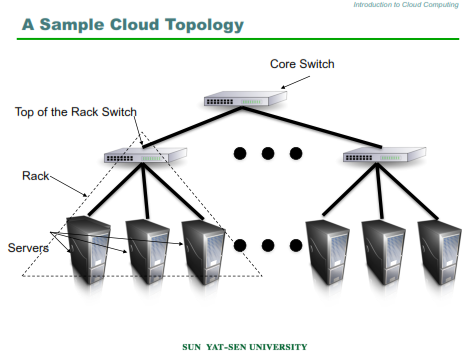 Introduction to Cloud Computing
A Sample Cloud Topology
Core Switch
Top of the Rack Switch
Rack
Servers
SUN YAT-SEN UNIVERSITY